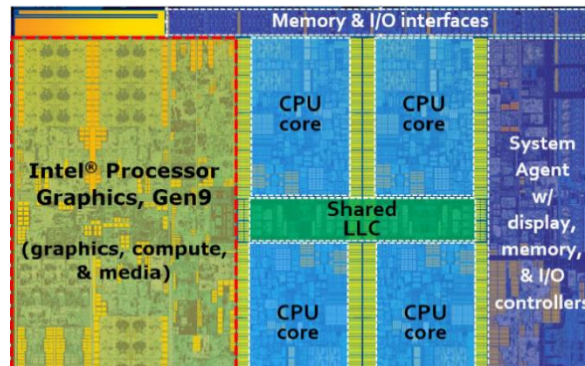 Memory & I/O interfaces
Intel® Processor
Graphics, Gen9
(graphics, compute,
& media)
CPU
core
CPU
core
Shared
LLC
CPU
core
CPU
core
System
Agent
w/
display,
memory,
& I/O
controllers